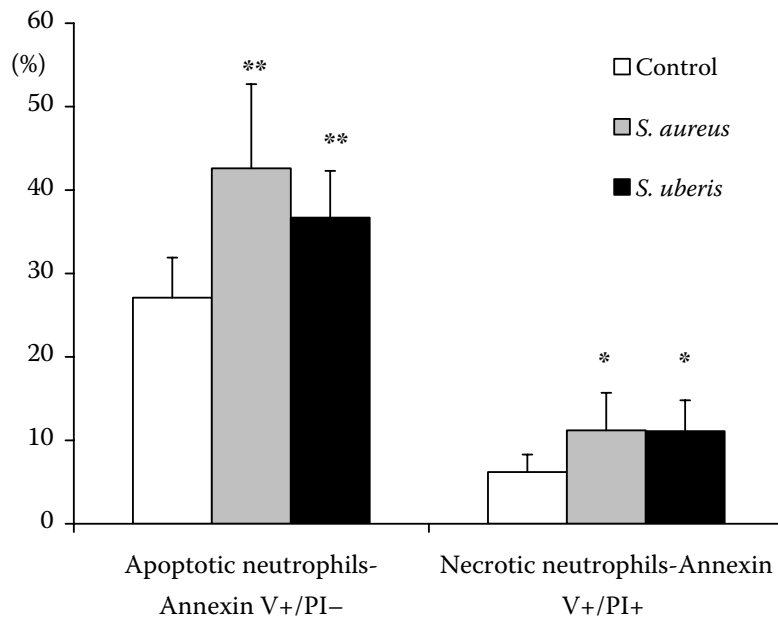 60
(%)
50
40
30
20
10
0
** 
**
*
*
Control
S. aureus
S. uberis
Apoptotic neutrophils-
Annexin V+/PI–
Necrotic neutrophils-Annexin
V+/PI+